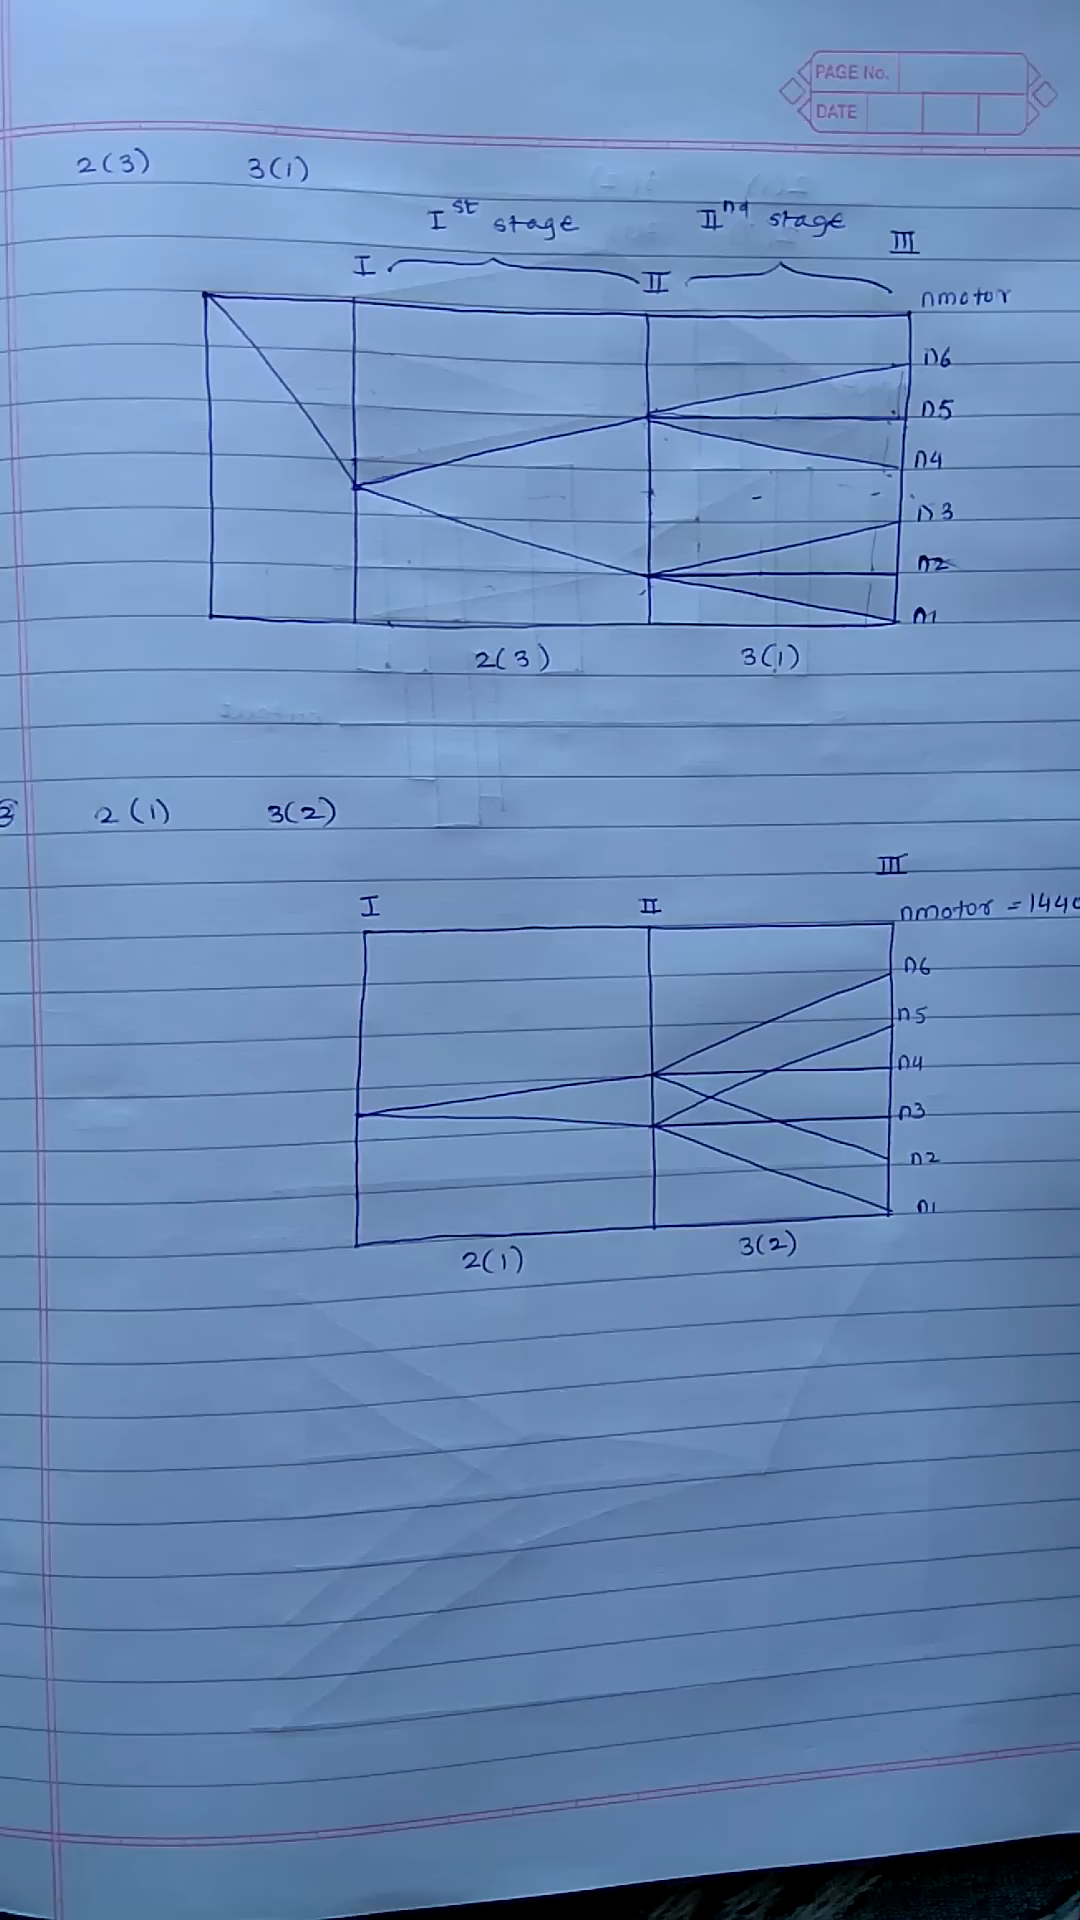 PAGE No.
DATE
2(3) 3(1)
Ist stage IInd stage
I II III
nmotor
n6
n5
n4
n3
n2
n1
2(3) 3(1)
2(1) 3(2)
III
I II nmotor = 144
n6
n5
n4
n3
n2
n1
2(1) 3(2)